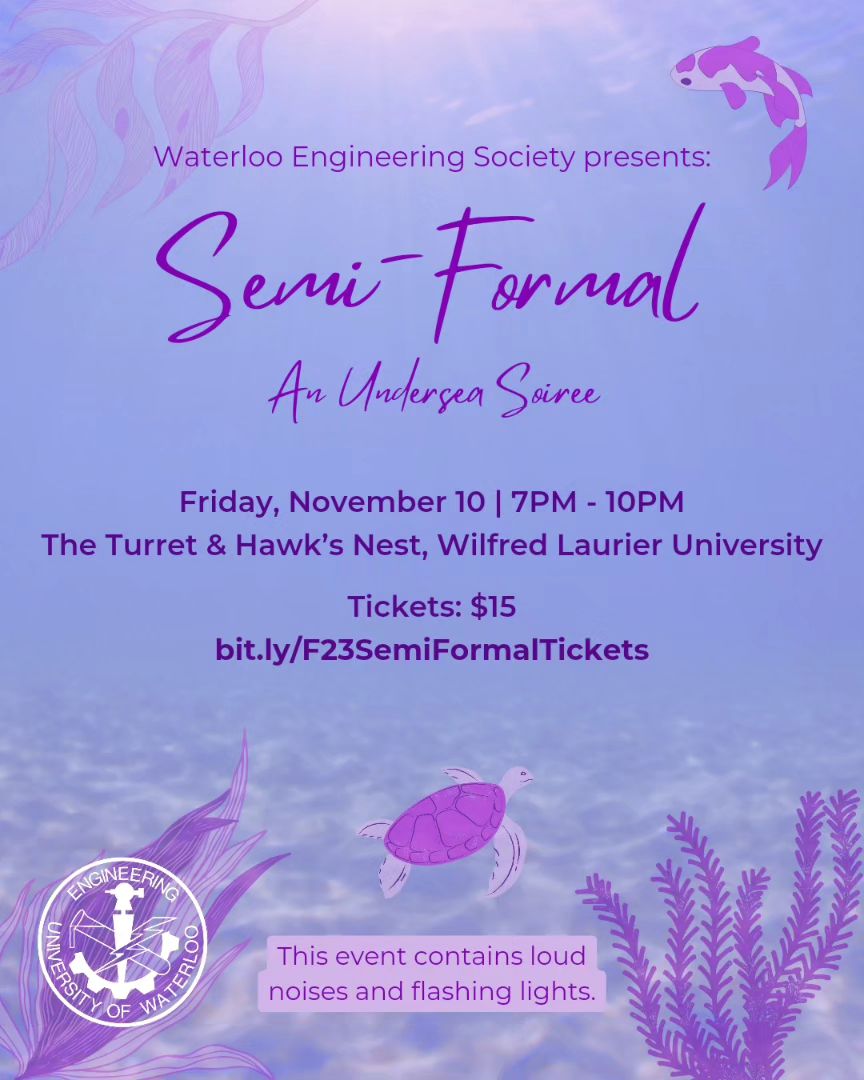 Waterloo Engineering Society presents:
Semi-Formal
An Undersea Soiree
Friday, November 10 | 7PM - 10PM
The Turret & Hawk’s Nest, Wilfred Laurier University
Tickets: $15
bit.ly/F23SemiFormalTickets
ENGINEERING
UNIVERSITY OF WATERLOO
This event contains loud
noises and flashing lights.